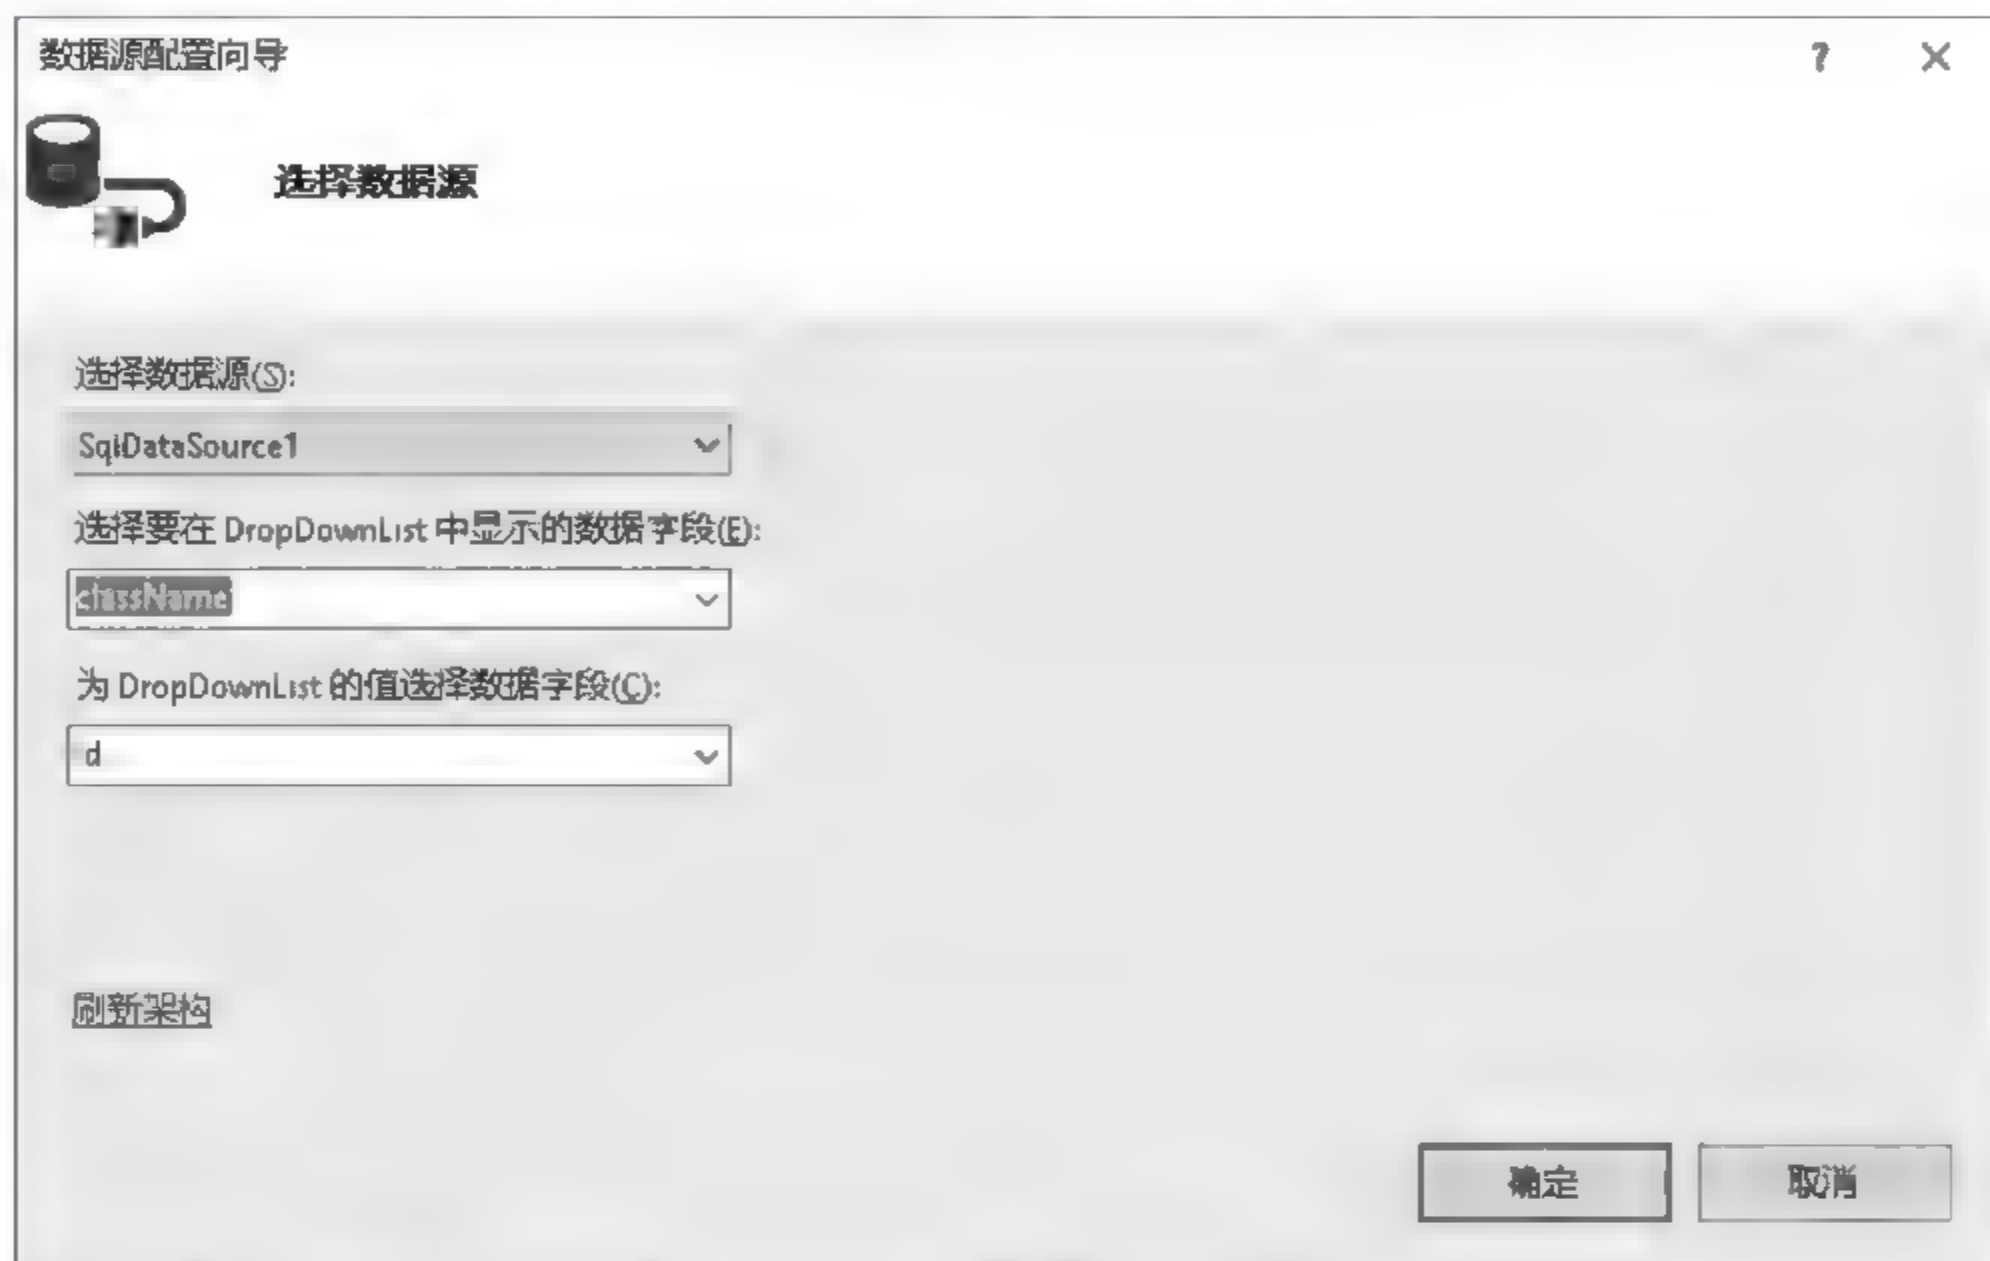 数据源配置向导
? ×
选择数据源
选择数据源(S):
SqlDataSource1
选择要在 DropDownList 中显示的数据字段(E):
className
为 DropDownList 的值选择数据字段(C):
刷新架构
确定 取消